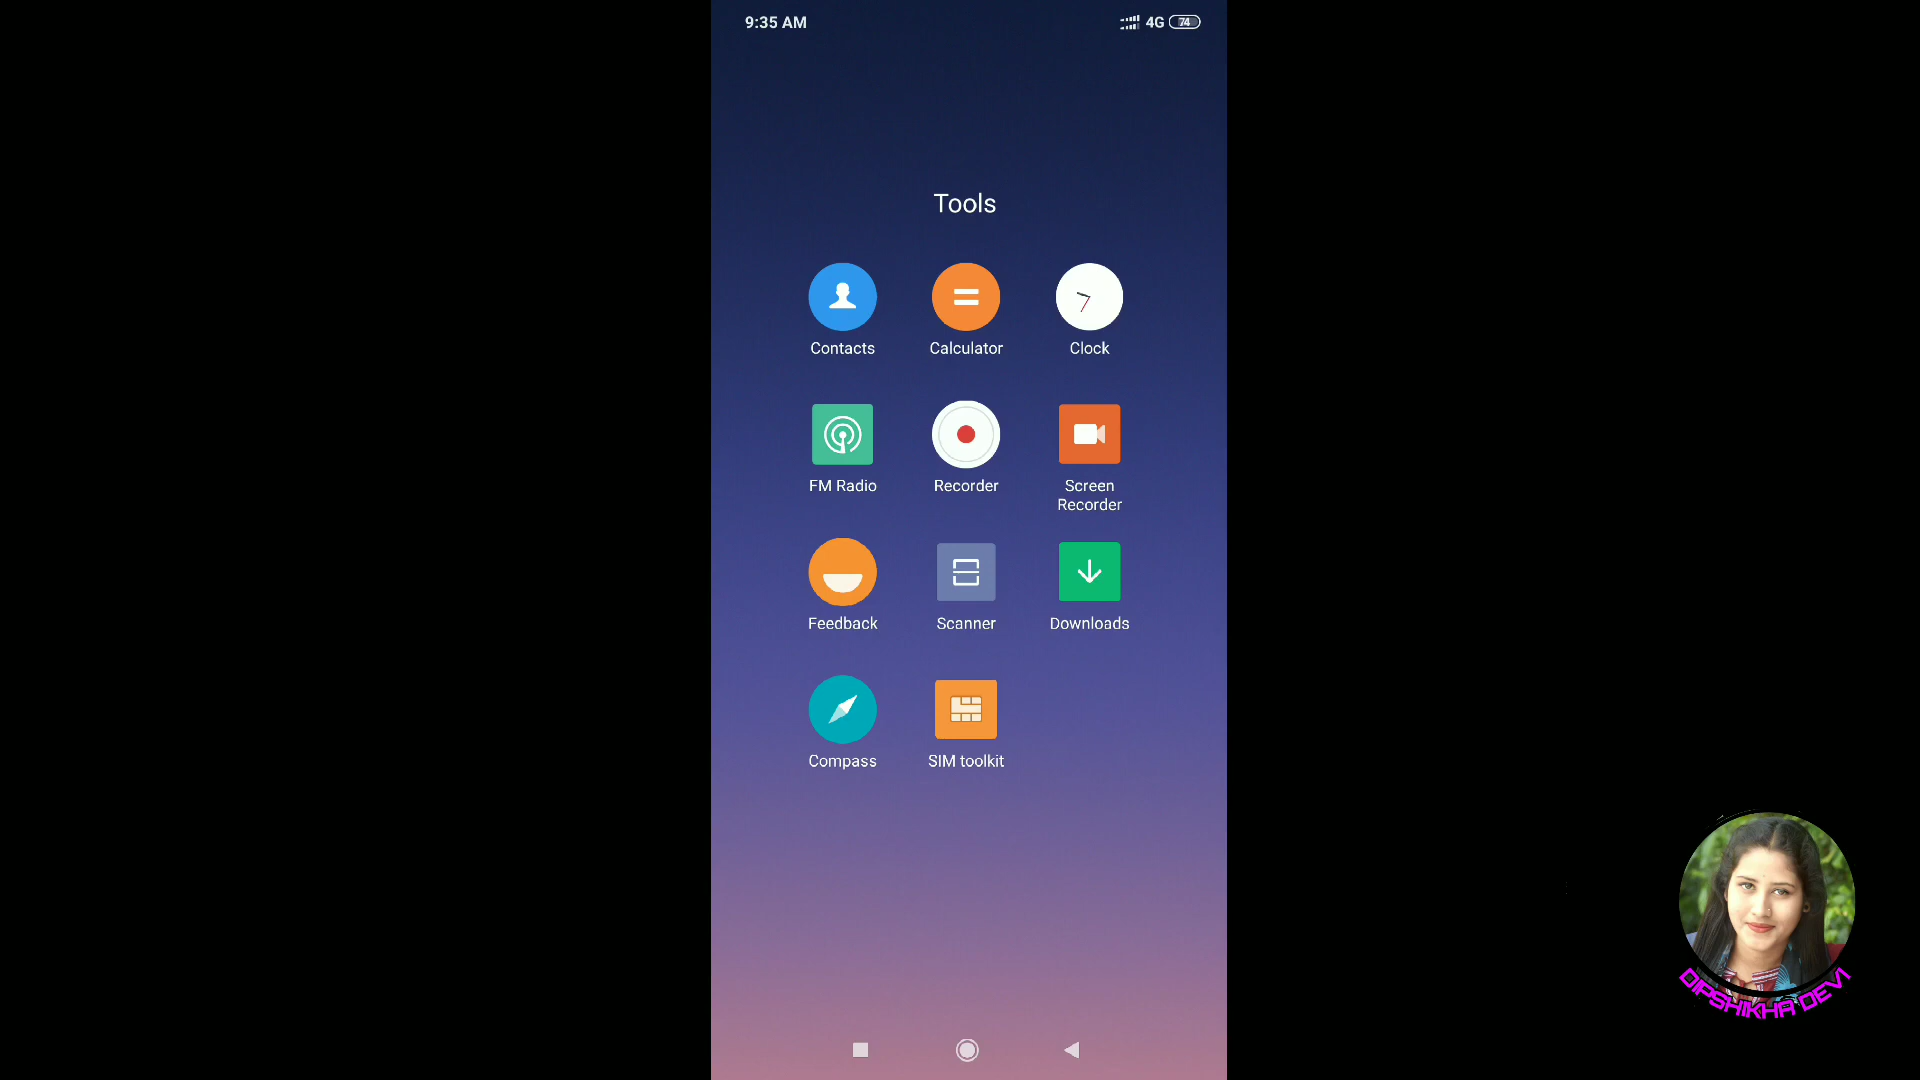 9:35 AM
4G 74
Tools
Contacts
Calculator
Clock
FM Radio
Recorder
Screen
Recorder
Feedback
Scanner
Downloads
Compass
SIM toolkit
DIPSHIKHA DEVI